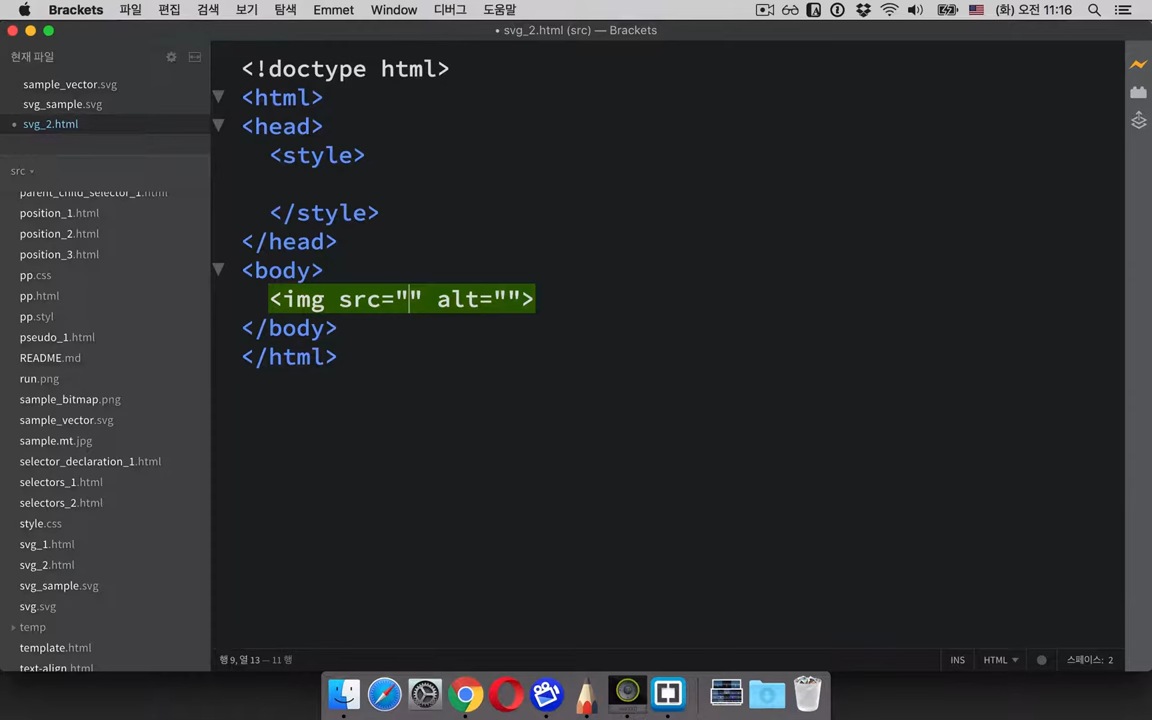 Brackets 파일 편집 검색 보기 탐색 Emmet Window 디버그 도움말 (화) 오전 11:16
• svg_2.html (src) — Brackets
현재 파일
sample_vector.svg
svg_sample.svg
• svg_2.html
src
parent_child_selector_1.html
position_1.html
position_2.html
position_3.html
pp.css
pp.html
pp.styl
pseudo_1.html
README.md
run.png
sample_bitmap.png
sample_vector.svg
sample.mt.jpg
selector_declaration_1.html
selectors_1.html
selectors_2.html
style.css
svg_1.html
svg_2.html
svg_sample.svg
svg.svg
temp
template.html
text-align.html
<!doctype html>
<html>
<head>
<style>
</style>
</head>
<body>
<img src="" alt="">
</body>
</html>
행 9, 열 13 — 11 행 INS HTML 스페이스: 2